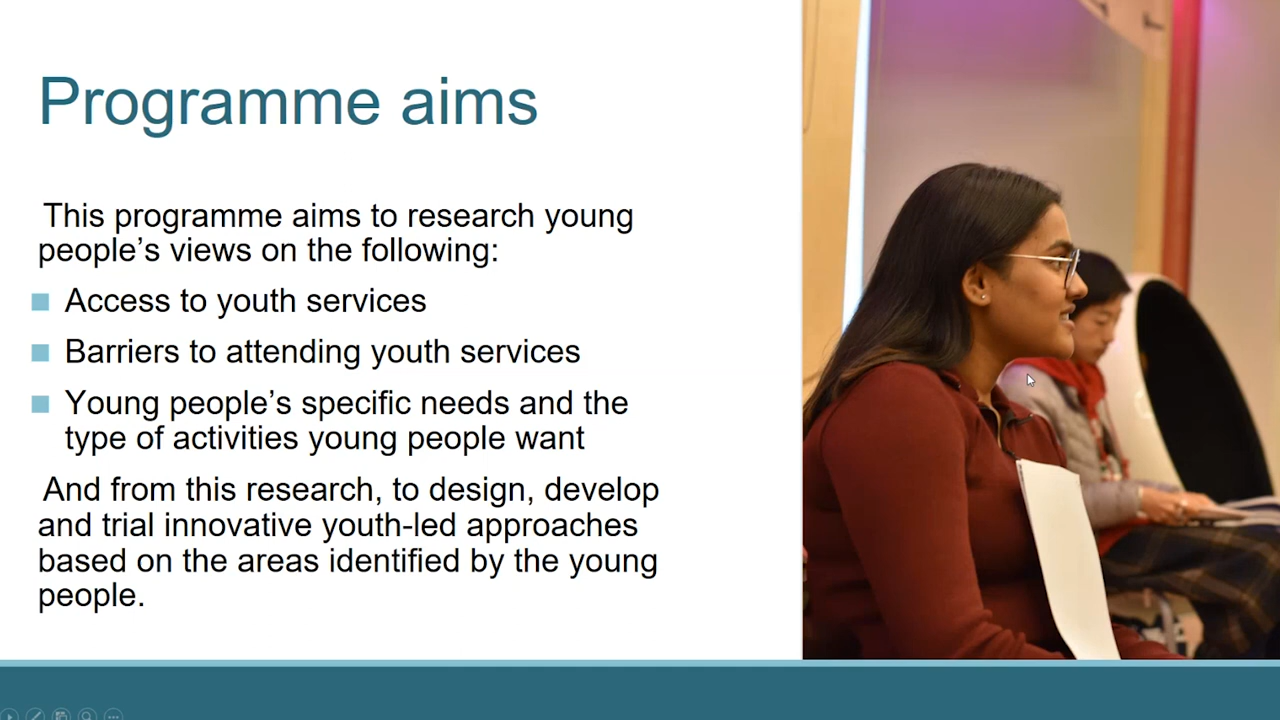 Programme aims
This programme aims to research young
people’s views on the following:
Access to youth services
Barriers to attending youth services
Young people’s specific needs and the
type of activities young people want
And from this research, to design, develop
and trial innovative youth-led approaches
based on the areas identified by the young
people.